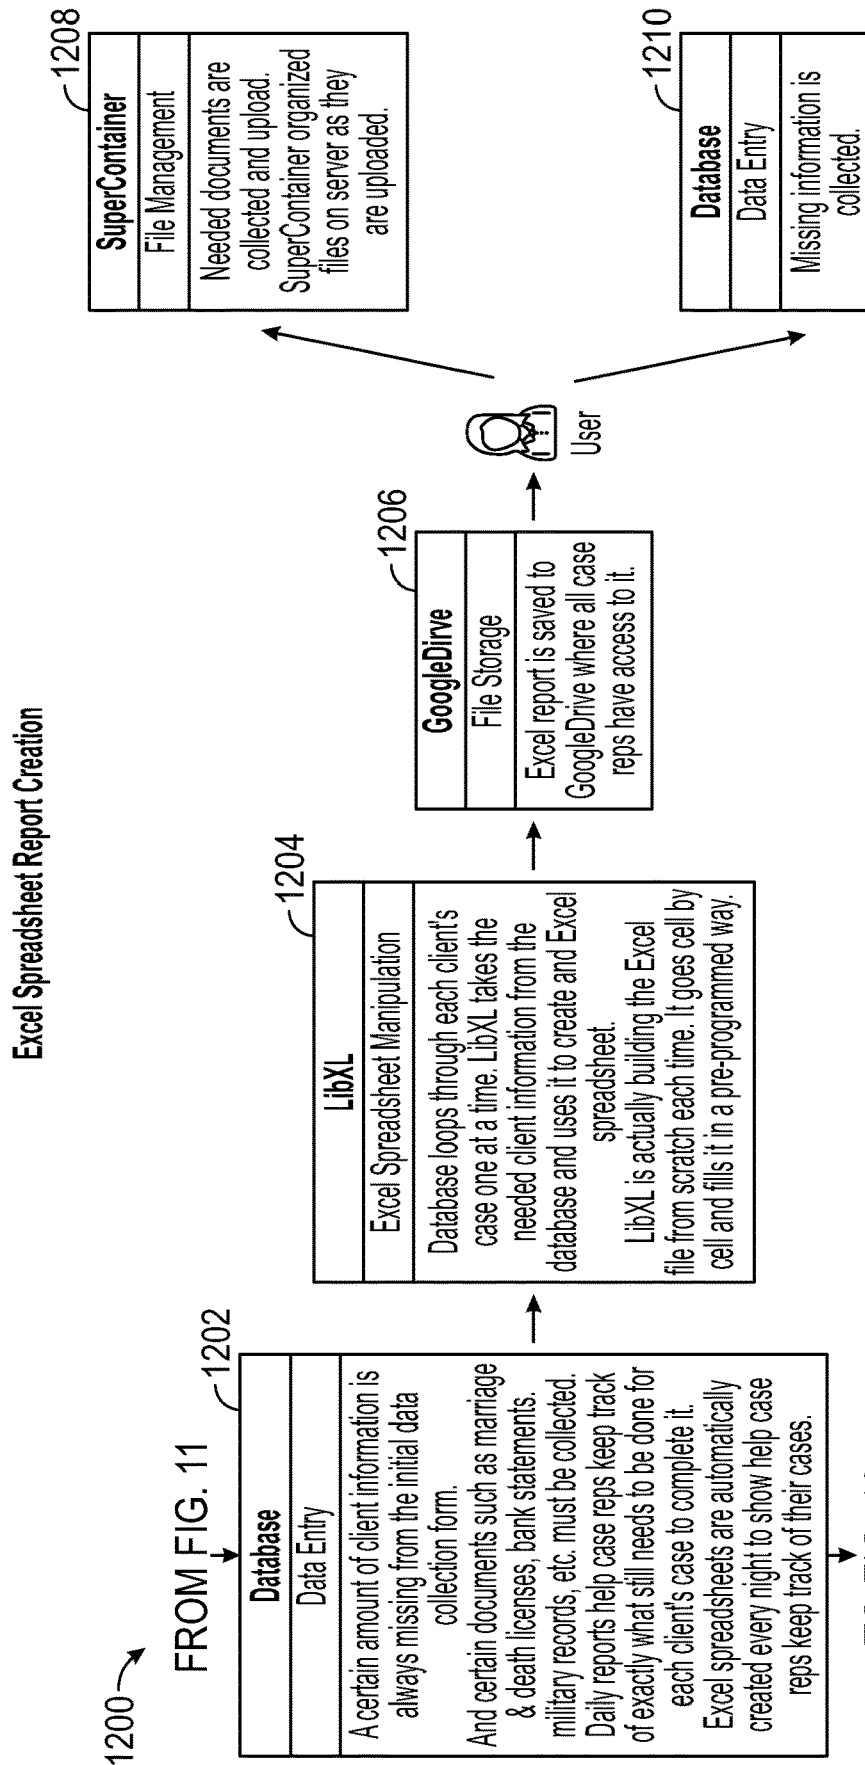 Excel Spreadsheet Report Creation
1200
FROM FIG. 11
1202
Database
Data Entry
A certain amount of client information is
always missing from the initial data
collection form.
And certain documents such as marriage
& death licenses, bank statements.
military records, etc. must be collected.
Daily reports help case reps keep track
of exactly what still needs to be done for
each client's case to complete it.
Excel spreadsheets are automatically
created every night to show help case
reps keep track of their cases.
1204
LibXL
Excel Spreadsheet Manipulation
Database loops through each client's
case one at a time. LibXL takes the
needed client information from the
database and uses it to create and Excel
spreadsheet.
LibXL is actually building the Excel
file from scratch each time. It goes cell by
cell and fills it in a pre-programmed way.
1206
GoogleDirve
File Storage
Excel report is saved to
GoogleDrive where all case
reps have access to it.
User
1208
SuperContainer
File Management
Needed documents are
collected and upload.
SuperContainer organized
files on server as they
are uploaded.
1210
Database
Data Entry
Missing information is
collected.